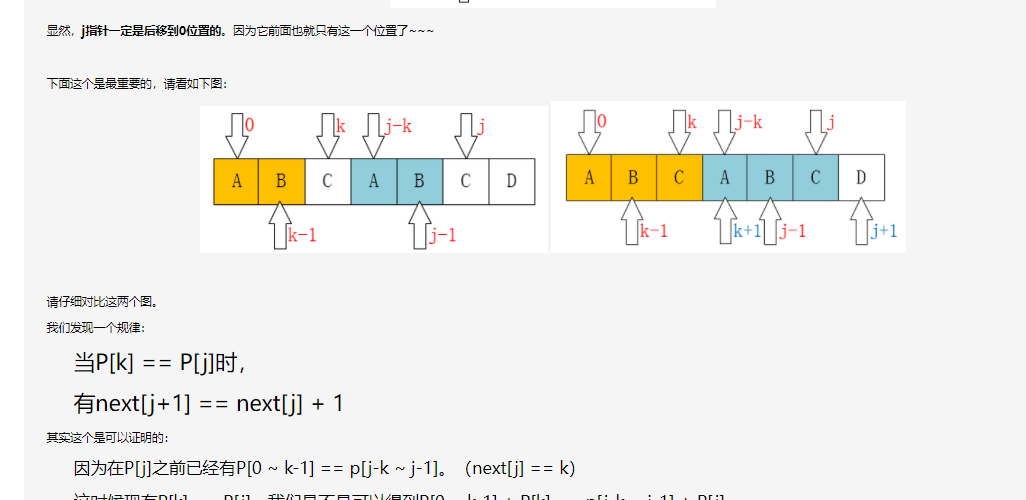 显然，j指针一定是后移到0位置的。因为它前面也就只有这一个位置了~~~
下面这个是最重要的，请看如下图：
0 k j-k j
A B C A B C D
k-1 j-1
0 k j-k j
A B C A B C D
k-1 k+1 j-1 j+1
请仔细对比这两个图。
我们发现一个规律：
当P[k] == P[j]时，
有next[j+1] == next[j] + 1
其实这个是可以证明的：
因为在P[j]之前已经有P[0 ~ k-1] == p[j-k ~ j-1]。（next[j] == k）